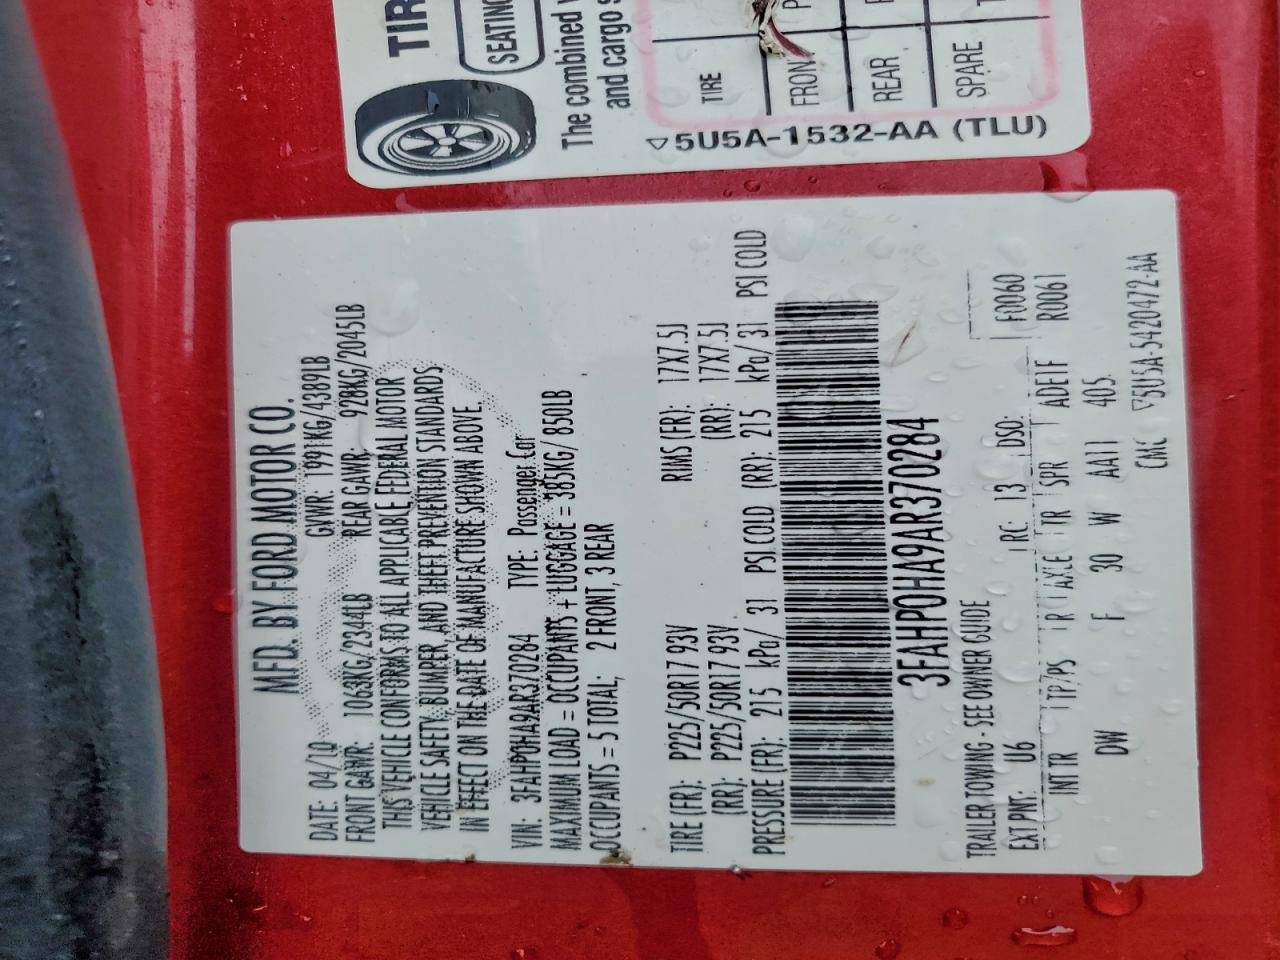 TIR
SEATING
The combined
and cargo
TIRE
FRONT
REAR
SPARE
▽5U5A-1532-AA (TLU)
MFD. BY FORD MOTOR CO.
DATE: 04/10 GVWR: 1991KG/4389LB
FRONT GAWR: 1063KG/2344LB REAR GAWR: 928KG/2045LB
THIS VEHICLE CONFORMS TO ALL APPLICABLE FEDERAL MOTOR
VEHICLE SAFETY, BUMPER, AND THEFT PREVENTION STANDARDS
IN EFFECT ON THE DATE OF MANUFACTURE SHOWN ABOVE.
VIN: 3FAHP0HA9AR370284 TYPE: Passenger Car
MAXIMUM LOAD = OCCUPANTS + LUGGAGE = 385KG/ 850LB
OCCUPANTS = 5 TOTAL; 2 FRONT, 3 REAR
TIRE (FR): P225/50R17 93V RIMS (FR): 17X7.5J
(RR): P225/50R17 93V (RR): 17X7.5J
PRESSURE (FR): 215 kPa/ 31 PSI COLD (RR): 215 kPa/ 31 PSI COLD
3FAHP0HA9AR370284
TRAILER TOWING - SEE OWNER GUIDE
EXT PNT: U6 RC: 13 DSO: F0060
INT TR TP/PS R AXLE TR SPR ADE1F R0061
DW F 30 W AA11 405
CMC ▽5U5A-5420472-AA